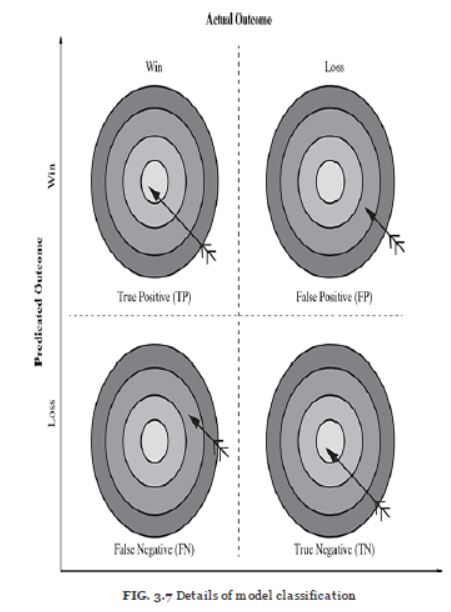 Actual Outcome
Win
Loss
Win
True Positive (TP)
False Positive (FP)
Predicated Outcome
Loss
False Negative (FN)
True Negative (TN)
FIG. 3.7 Details of model classification